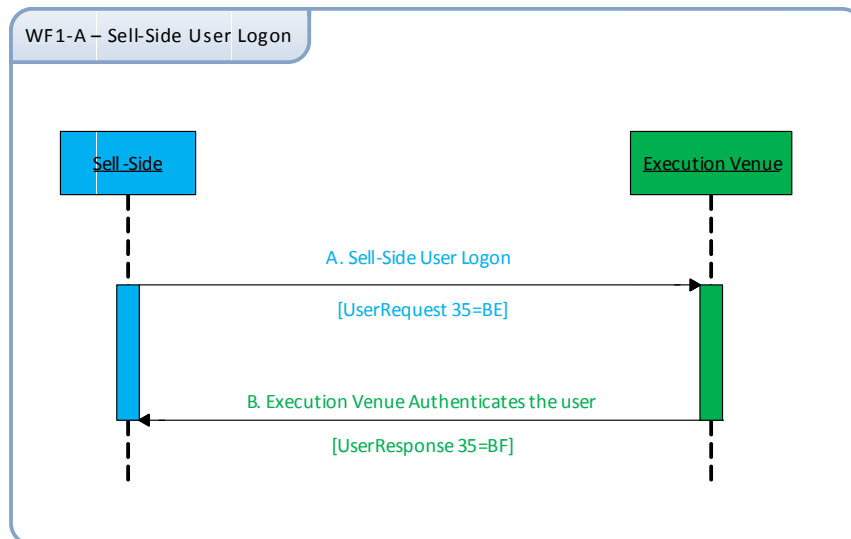 WF1-A – Sell-Side User Logon
Sell-Side
Execution Venue
A. Sell-Side User Logon
[UserRequest 35=BE]
B. Execution Venue Authenticates the user
[UserResponse 35=BF]